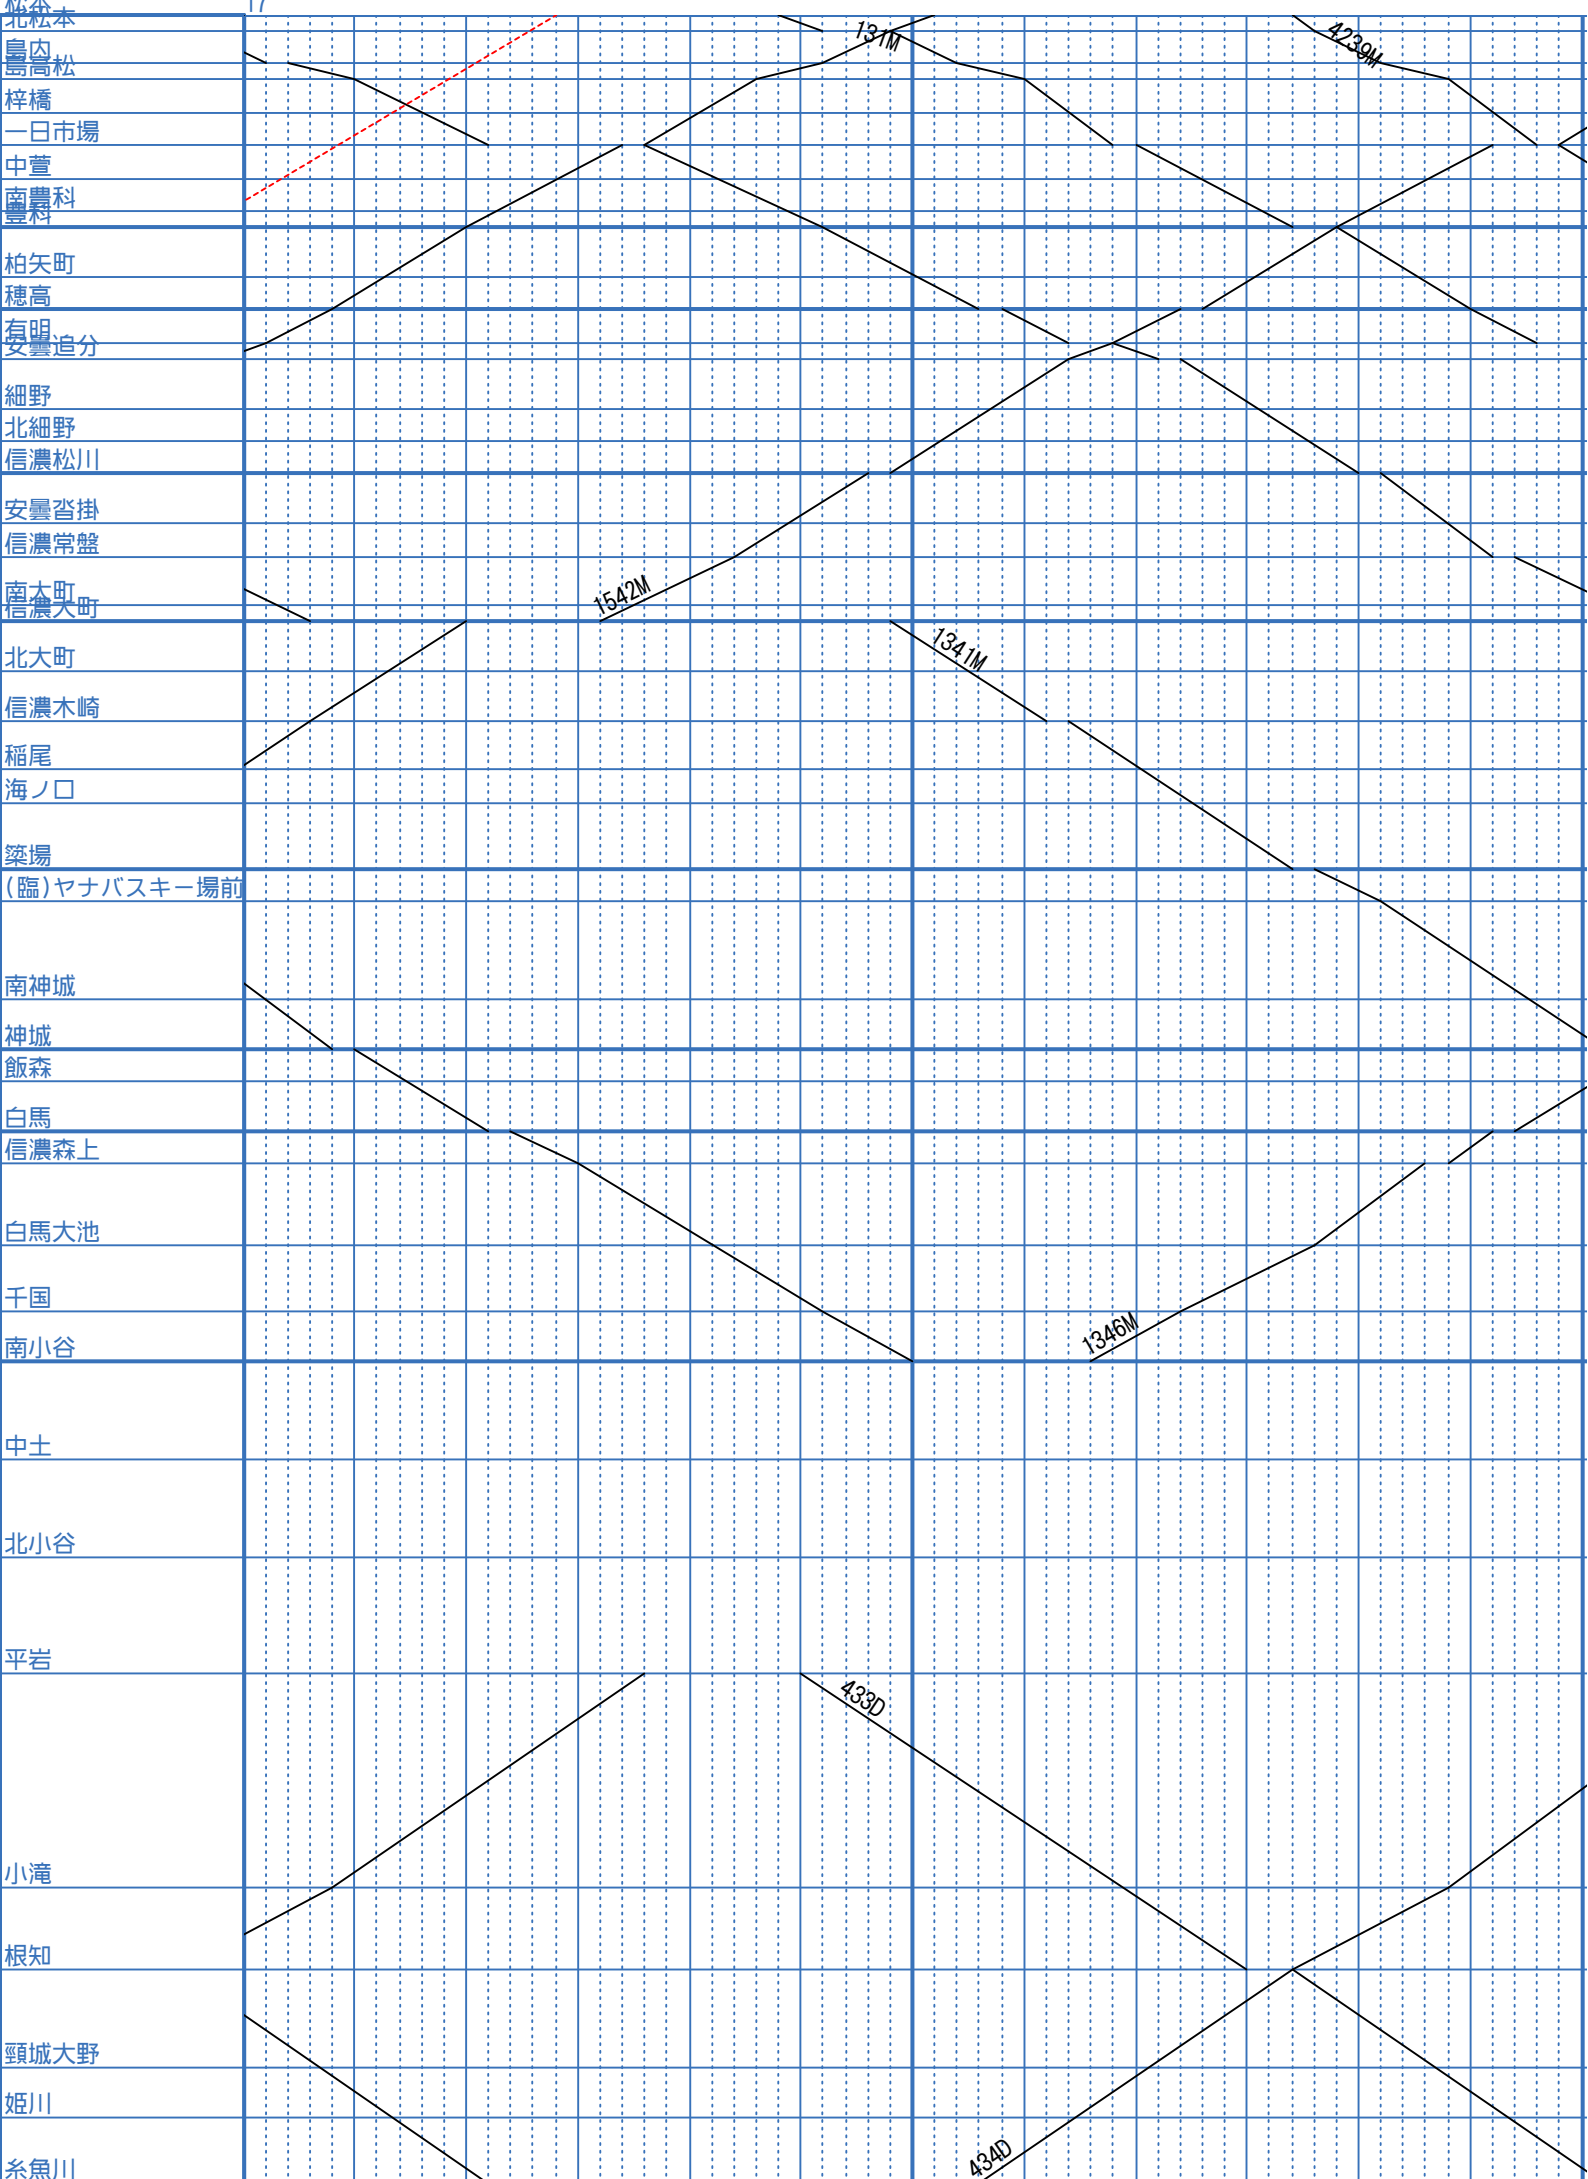 松本
17
北松本
131M
4239M
島内
島高松
梓橋
一日市場
中萱
南豊科
豊科
柏矢町
穂高
有明
安曇追分
細野
北細野
信濃松川
安曇沓掛
信濃常盤
南大町
1542M
信濃大町
1341M
北大町
信濃木崎
稲尾
海ノ口
簗場
(臨)ヤナバスキー場前
南神城
神城
飯森
白馬
信濃森上
白馬大池
千国
1346M
南小谷
中土
北小谷
平岩
433D
小滝
根知
頸城大野
姫川
434D
糸魚川